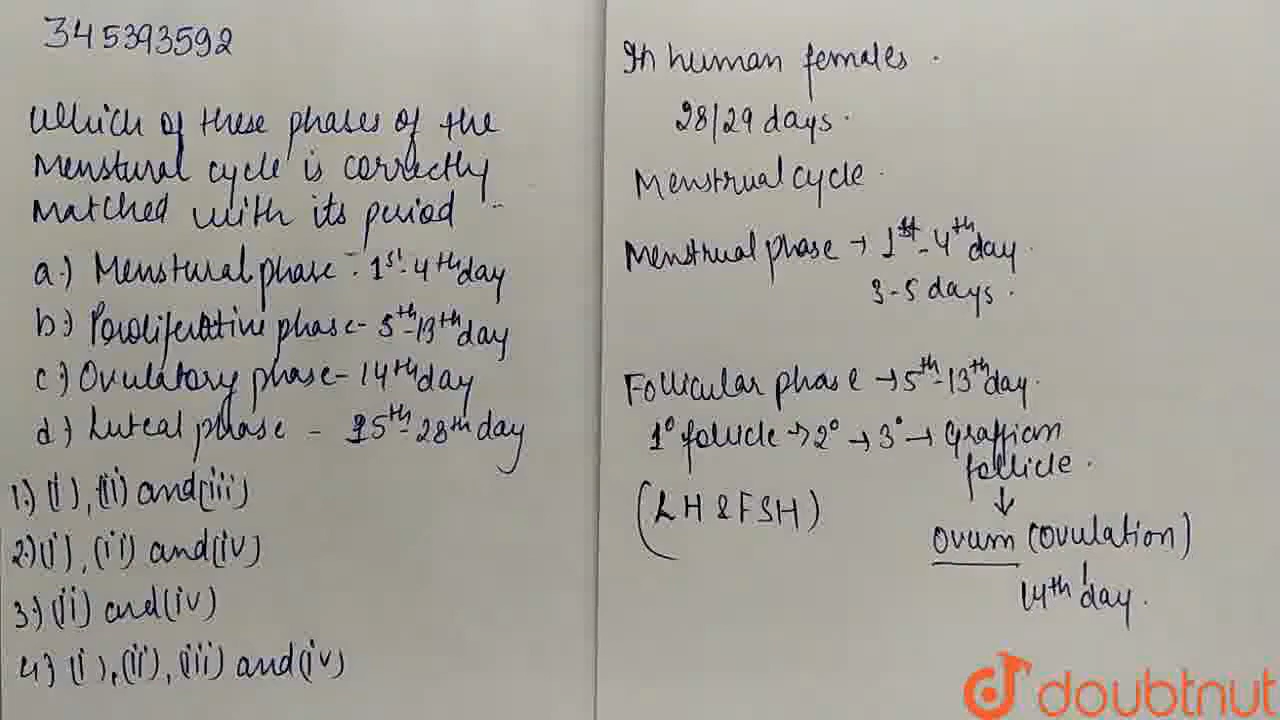 345393592
Which of these phases of the
Menstural cycle is correctly
Matched with its period
a.) Menstural phase - 1st - 4th day
b.) Poroliferative phase - 5th - 13th day
c.) Ovulatory phase - 14th day
d.) Luteal phase - 15th - 28th day
1.) (i), (ii) and (iii)
2.) (i), (ii) and (iv)
3.) (ii) and (iv)
4.) (i), (ii), (iii) and (iv)
In human females.
28/29 days.
Menstrual cycle.
Menstrual phase → 1st - 4th day.
3-5 days.
Follicular phase → 5th - 13th day.
1° follicle → 2° → 3° → Graffian
follicle.
↓
(LH & FSH)
Ovum (ovulation)
14th day.
doubtnut